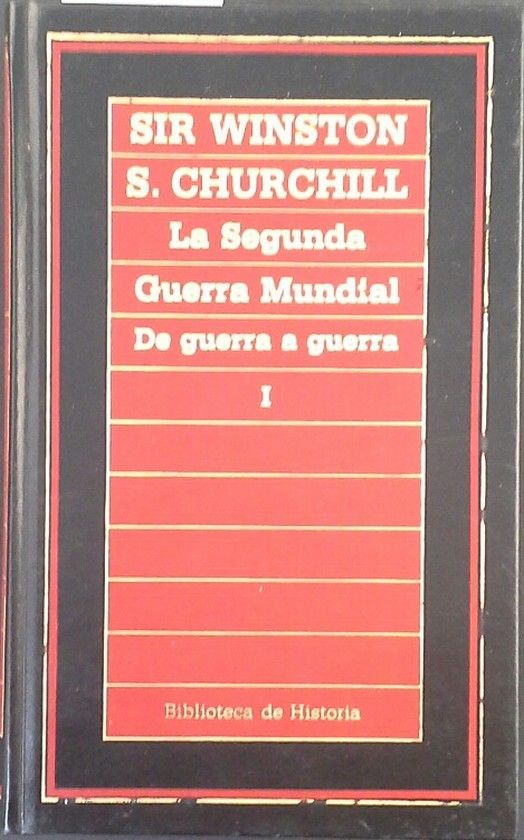 SIR WINSTON
S. CHURCHILL
La Segunda
Guerra Mundial
De guerra a guerra
I
Biblioteca de Historia